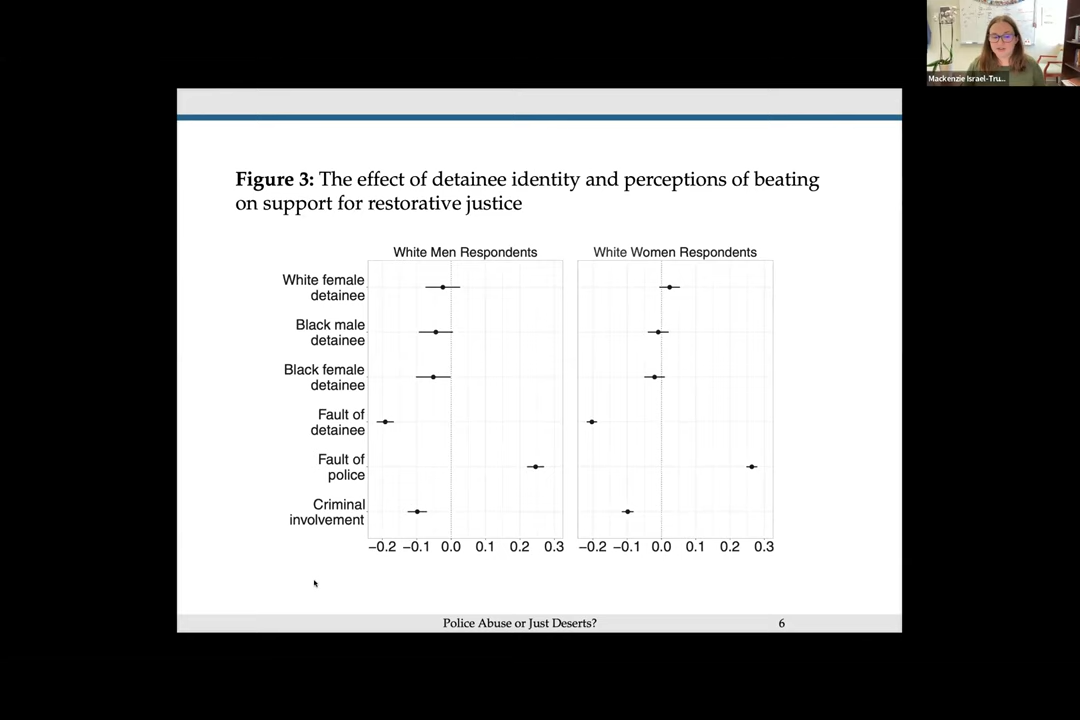 Mackenzie Israel-Tru...
Figure 3: The effect of detainee identity and perceptions of beating
on support for restorative justice
White Men Respondents
White Women Respondents
White female
detainee
Black male
detainee
Black female
detainee
Fault of
detainee
Fault of
police
Criminal
involvement
−0.2 −0.1 0.0 0.1 0.2 0.3
−0.2 −0.1 0.0 0.1 0.2 0.3
Police Abuse or Just Deserts?
6